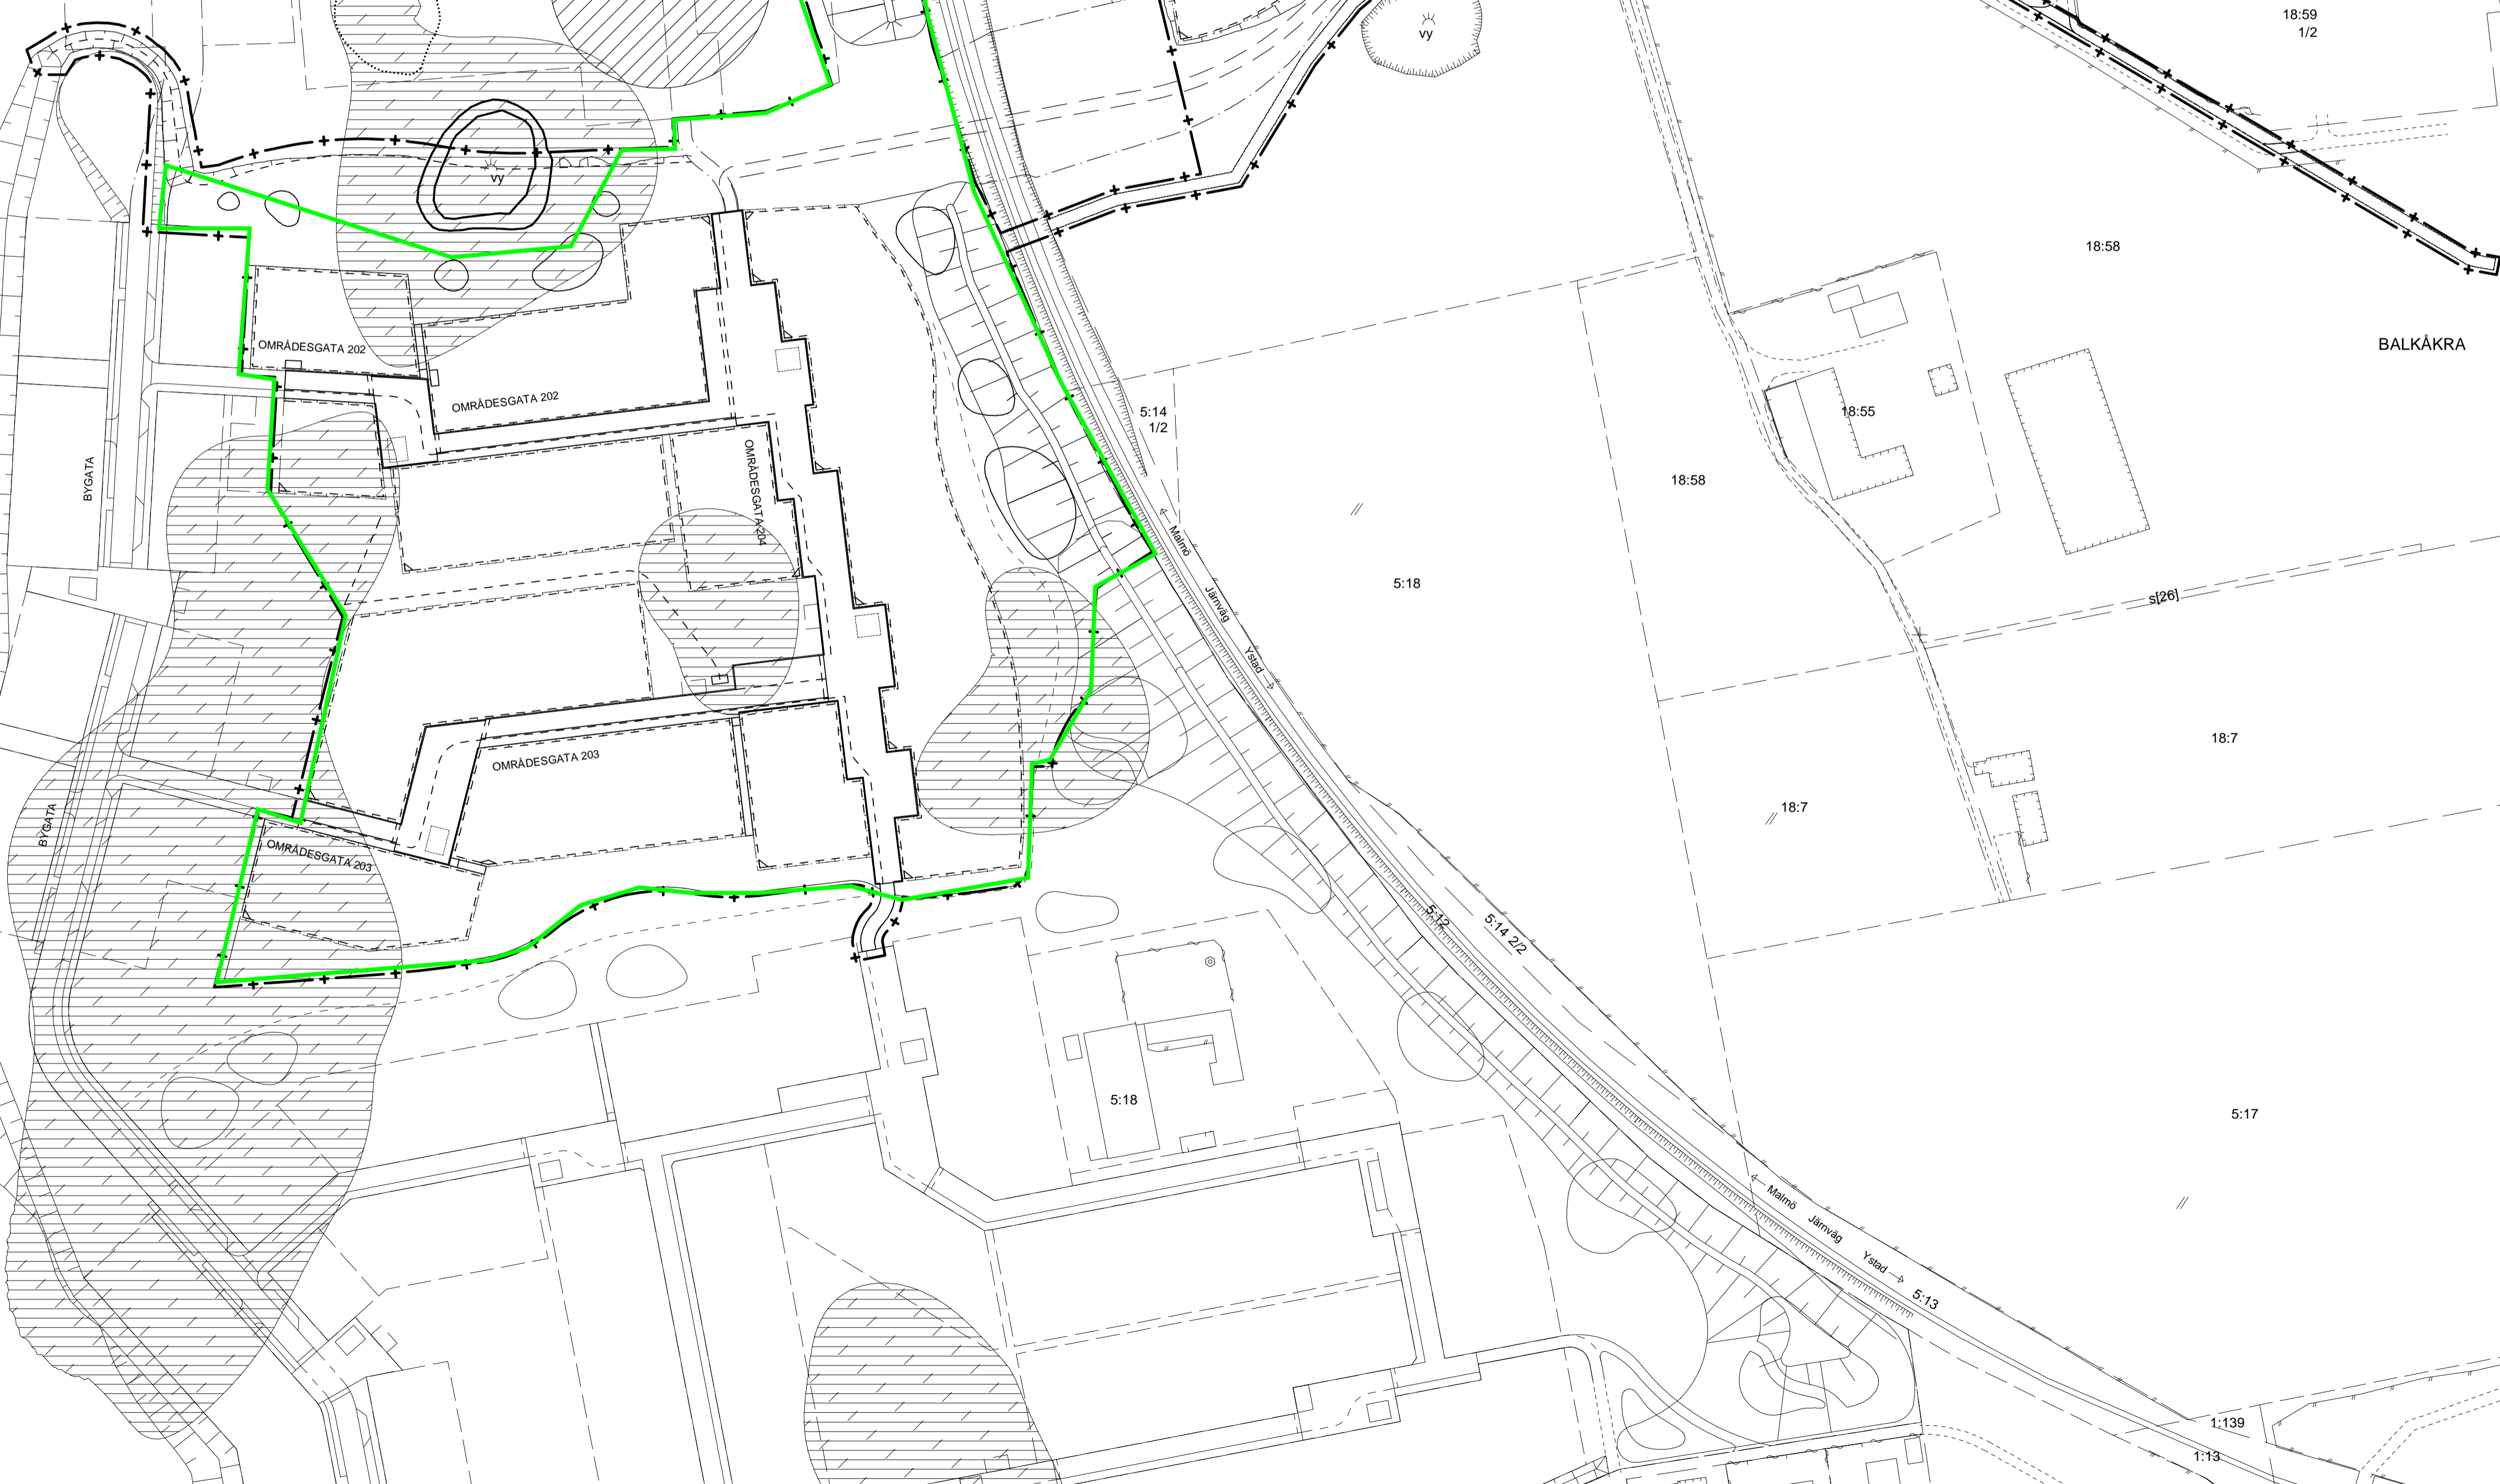 18:59
1/2
vy
vy
18:58
BALKÅKRA
OMRÅDESGATA 202
OMRÅDESGATA 202
5:14
1/2
18:55
BYGATA
OMRÅDESGATA 204
18:58
Malmö
Järnväg
Ystad
5:18
s[26]
OMRÅDESGATA 203
18:7
18:7
BYGATA
OMRÅDESGATA 203
5:12
5:14 2/2
5:18
5:17
Malmö
Järnväg
Ystad
5:13
1:139
1:13